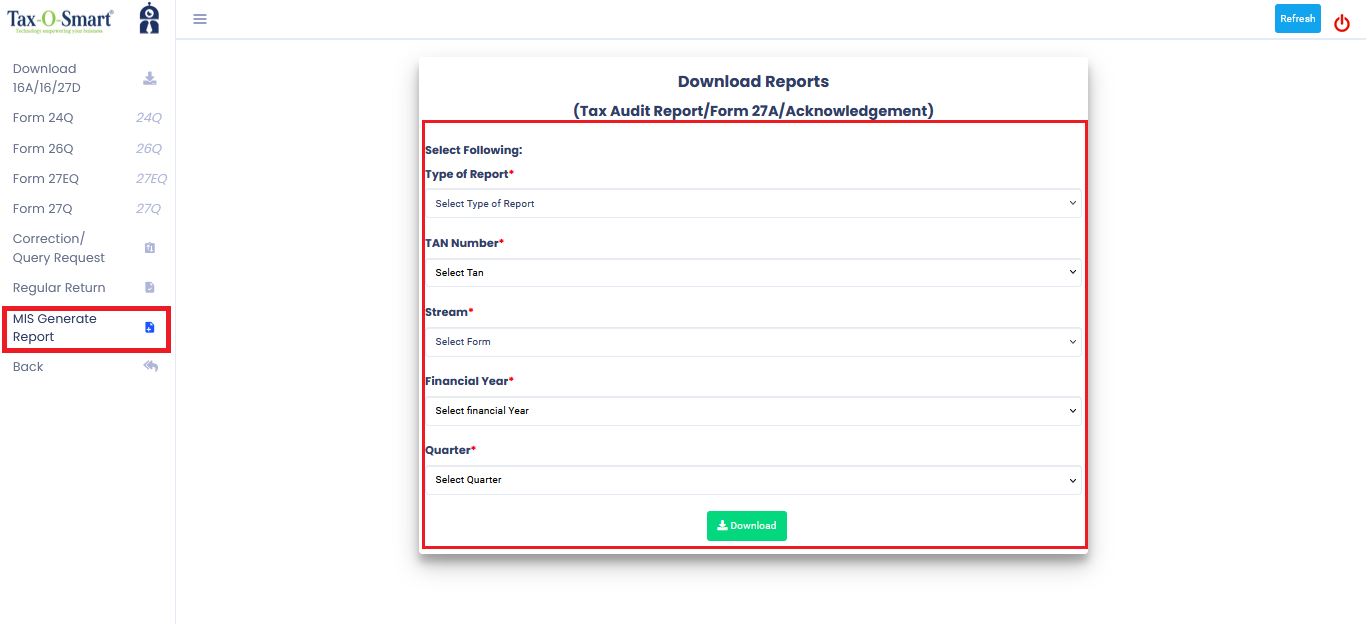 Tax-O-Smart®
Technology empowering your business
Refresh
Download
16A/16/27D
Form 24Q 24Q
Form 26Q 26Q
Form 27EQ 27EQ
Form 27Q 27Q
Correction/
Query Request
Regular Return
MIS Generate
Report
Back
Download Reports
(Tax Audit Report/Form 27A/Acknowledgement)
Select Following:
Type of Report*
Select Type of Report
TAN Number*
Select Tan
Stream*
Select Form
Financial Year*
Select financial Year
Quarter*
Select Quarter
Download